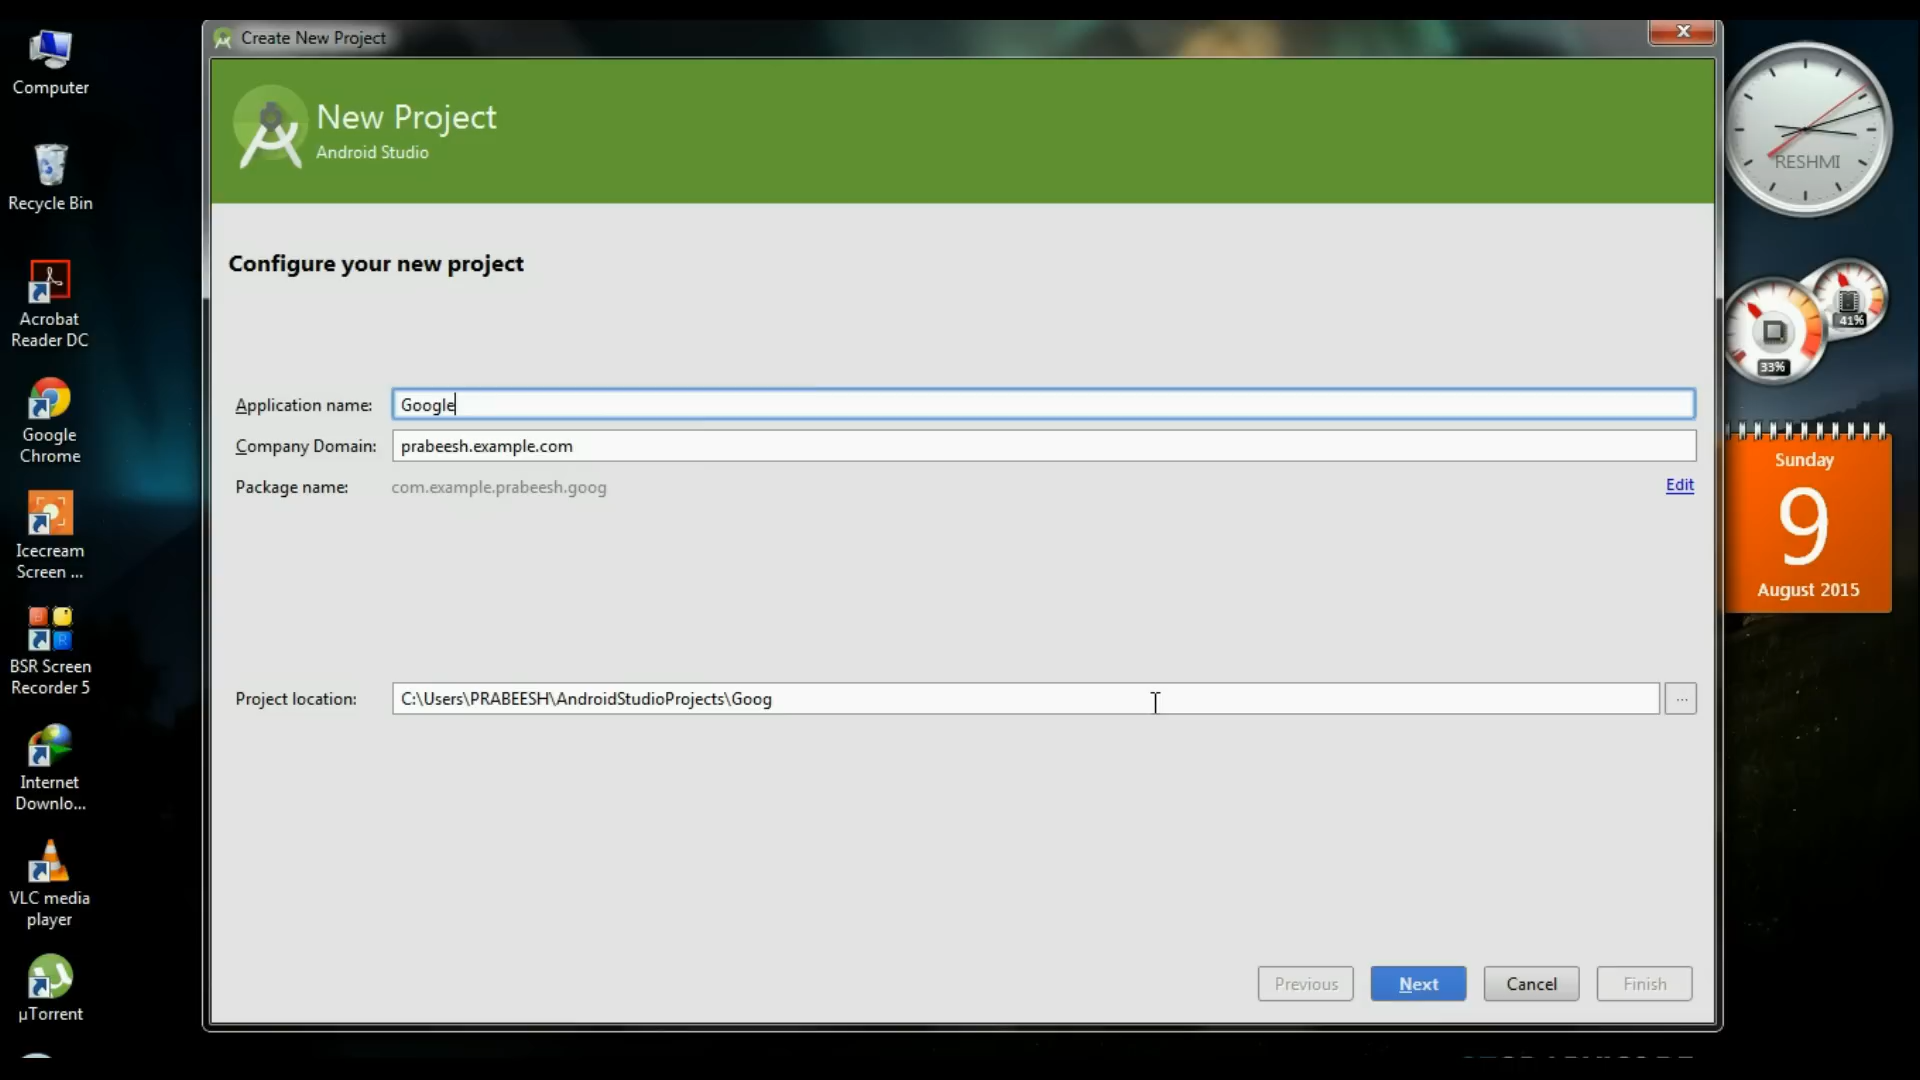 Create New Project
New Project
Android Studio
Configure your new project
Application name:
Google
Company Domain:
prabeesh.example.com
Package name:
com.example.prabeesh.goog
Edit
Project location:
C:\Users\PRABEESH\AndroidStudioProjects\Goog
...
Previous
Next
Cancel
Finish
Computer
Recycle Bin
Acrobat
Reader DC
Google
Chrome
Icecream
Screen ...
BSR Screen
Recorder 5
Internet
Downlo...
VLC media
player
µTorrent
RESHMI
41%
33%
Sunday
9
August 2015